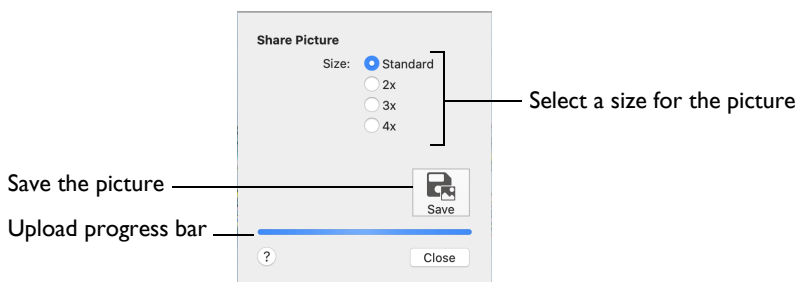 Share Picture
Size: Standard
2x
3x
4x
Select a size for the picture
Save the picture
Save
Upload progress bar
? Close